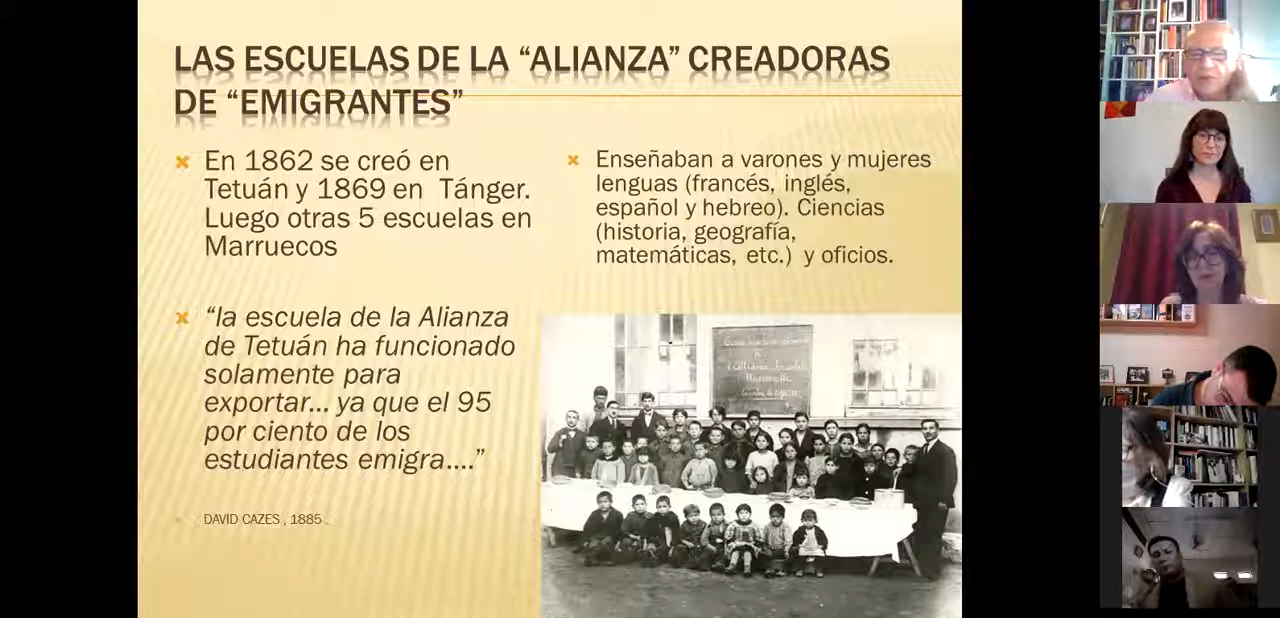 LAS ESCUELAS DE LA “ALIANZA” CREADORAS
DE “EMIGRANTES”
En 1862 se creó en
Tetuán y 1869 en Tánger.
Luego otras 5 escuelas en
Marruecos
“la escuela de la Alianza
de Tetuán ha funcionado
solamente para
exportar... ya que el 95
por ciento de los
estudiantes emigra....”
DAVID CAZES , 1885 .
Enseñaban a varones y mujeres
lenguas (francés, inglés,
español y hebreo). Ciencias
(historia, geografía,
matemáticas, etc.) y oficios.